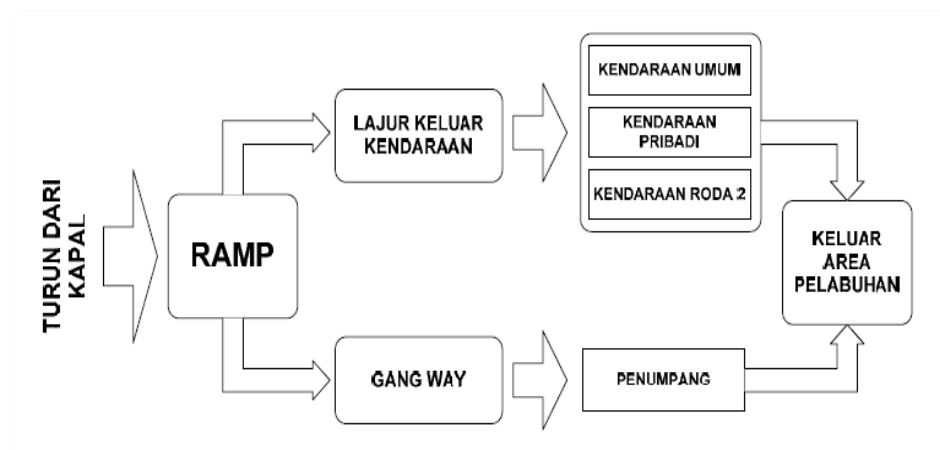 TURUN DARI
KAPAL
RAMP
LAJUR KELUAR
KENDARAAN
KENDARAAN UMUM
KENDARAAN
PRIBADI
KENDARAAN RODA 2
GANG WAY
PENUMPANG
KELUAR
AREA
PELABUHAN